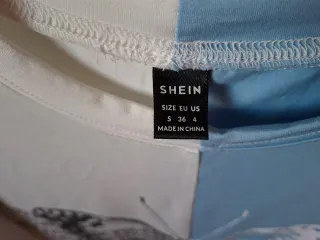 SHEIN
SIZE EU US
S 36 4
MADE IN CHINA